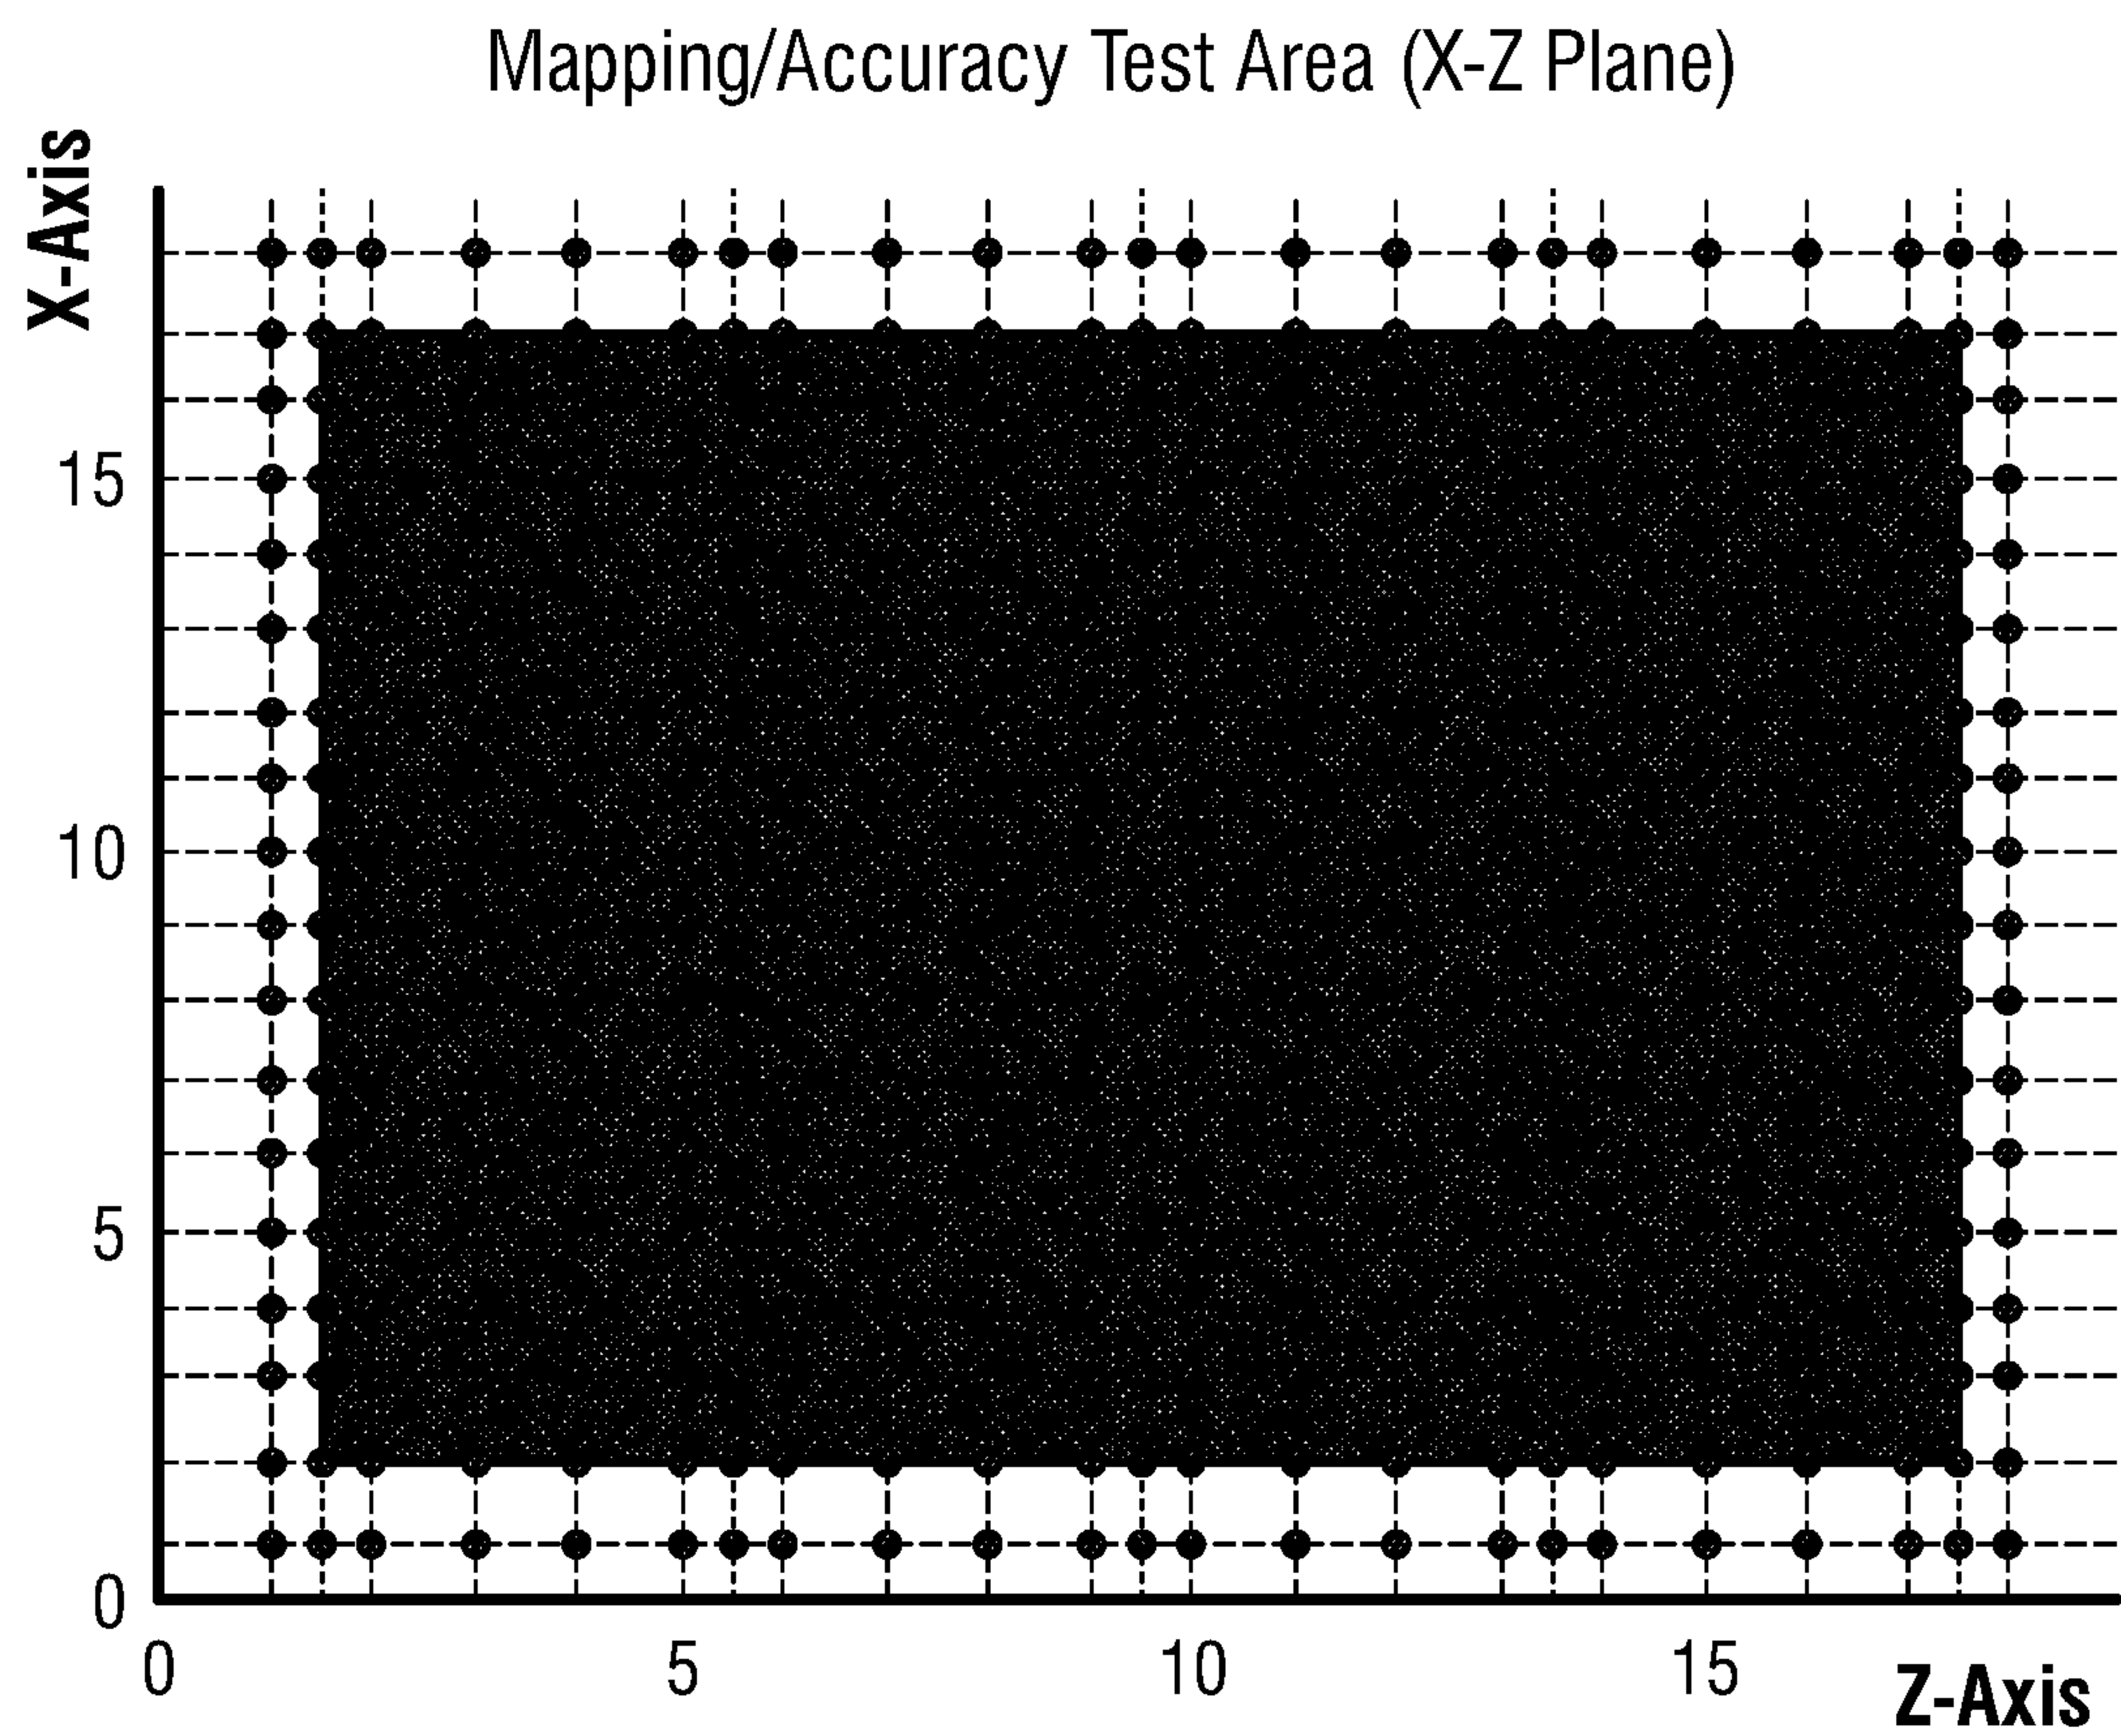 Mapping/Accuracy Test Area (X-Z Plane)
X-Axis
15
10
5
0
0 5 10 15
Z-Axis